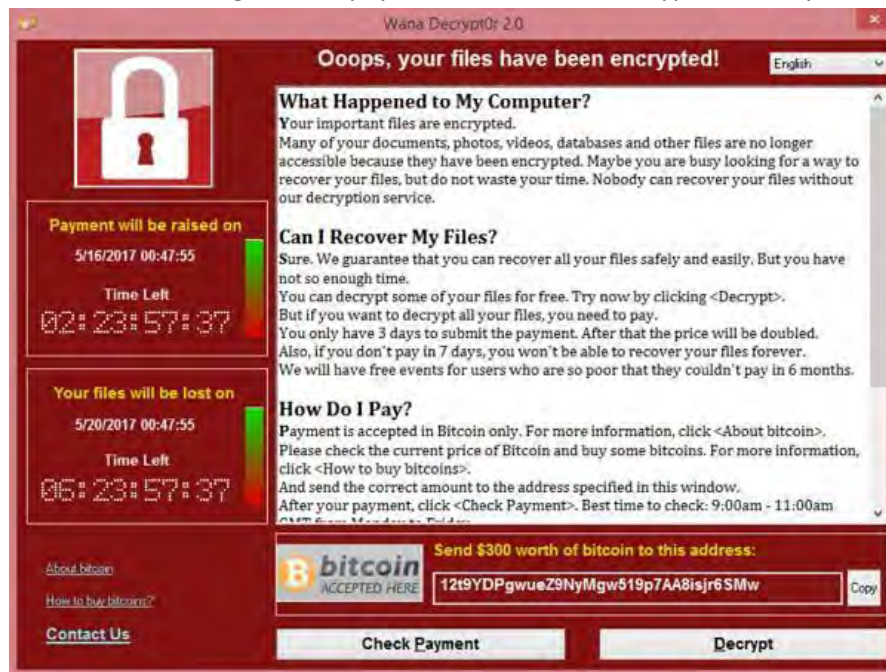 Wana Decrypt0r 2.0
Ooops, your files have been encrypted!
English
What Happened to My Computer?
Your important files are encrypted.
Many of your documents, photos, videos, databases and other files are no longer
accessible because they have been encrypted. Maybe you are busy looking for a way to
recover your files, but do not waste your time. Nobody can recover your files without
our decryption service.
Can I Recover My Files?
Sure. We guarantee that you can recover all your files safely and easily. But you have
not so enough time.
You can decrypt some of your files for free. Try now by clicking <Decrypt>.
But if you want to decrypt all your files, you need to pay.
You only have 3 days to submit the payment. After that the price will be doubled.
Also, if you don't pay in 7 days, you won't be able to recover your files forever.
We will have free events for users who are so poor that they couldn't pay in 6 months.
How Do I Pay?
Payment is accepted in Bitcoin only. For more information, click <About bitcoin>.
Please check the current price of Bitcoin and buy some bitcoins. For more information,
click <How to buy bitcoins>.
And send the correct amount to the address specified in this window.
After your payment, click <Check Payment>. Best time to check: 9:00am - 11:00am
GMT from Monday to Friday
Payment will be raised on
5/16/2017 00:47:55
Time Left
02:23:57:37
Your files will be lost on
5/20/2017 00:47:55
Time Left
06:23:57:37
About bitcoin
How to buy bitcoins?
Contact Us
bitcoin
ACCEPTED HERE
Send $300 worth of bitcoin to this address:
12t9YDPgwueZ9NyMgw519p7AA8isjr6SMw
Copy
Check Payment
Decrypt